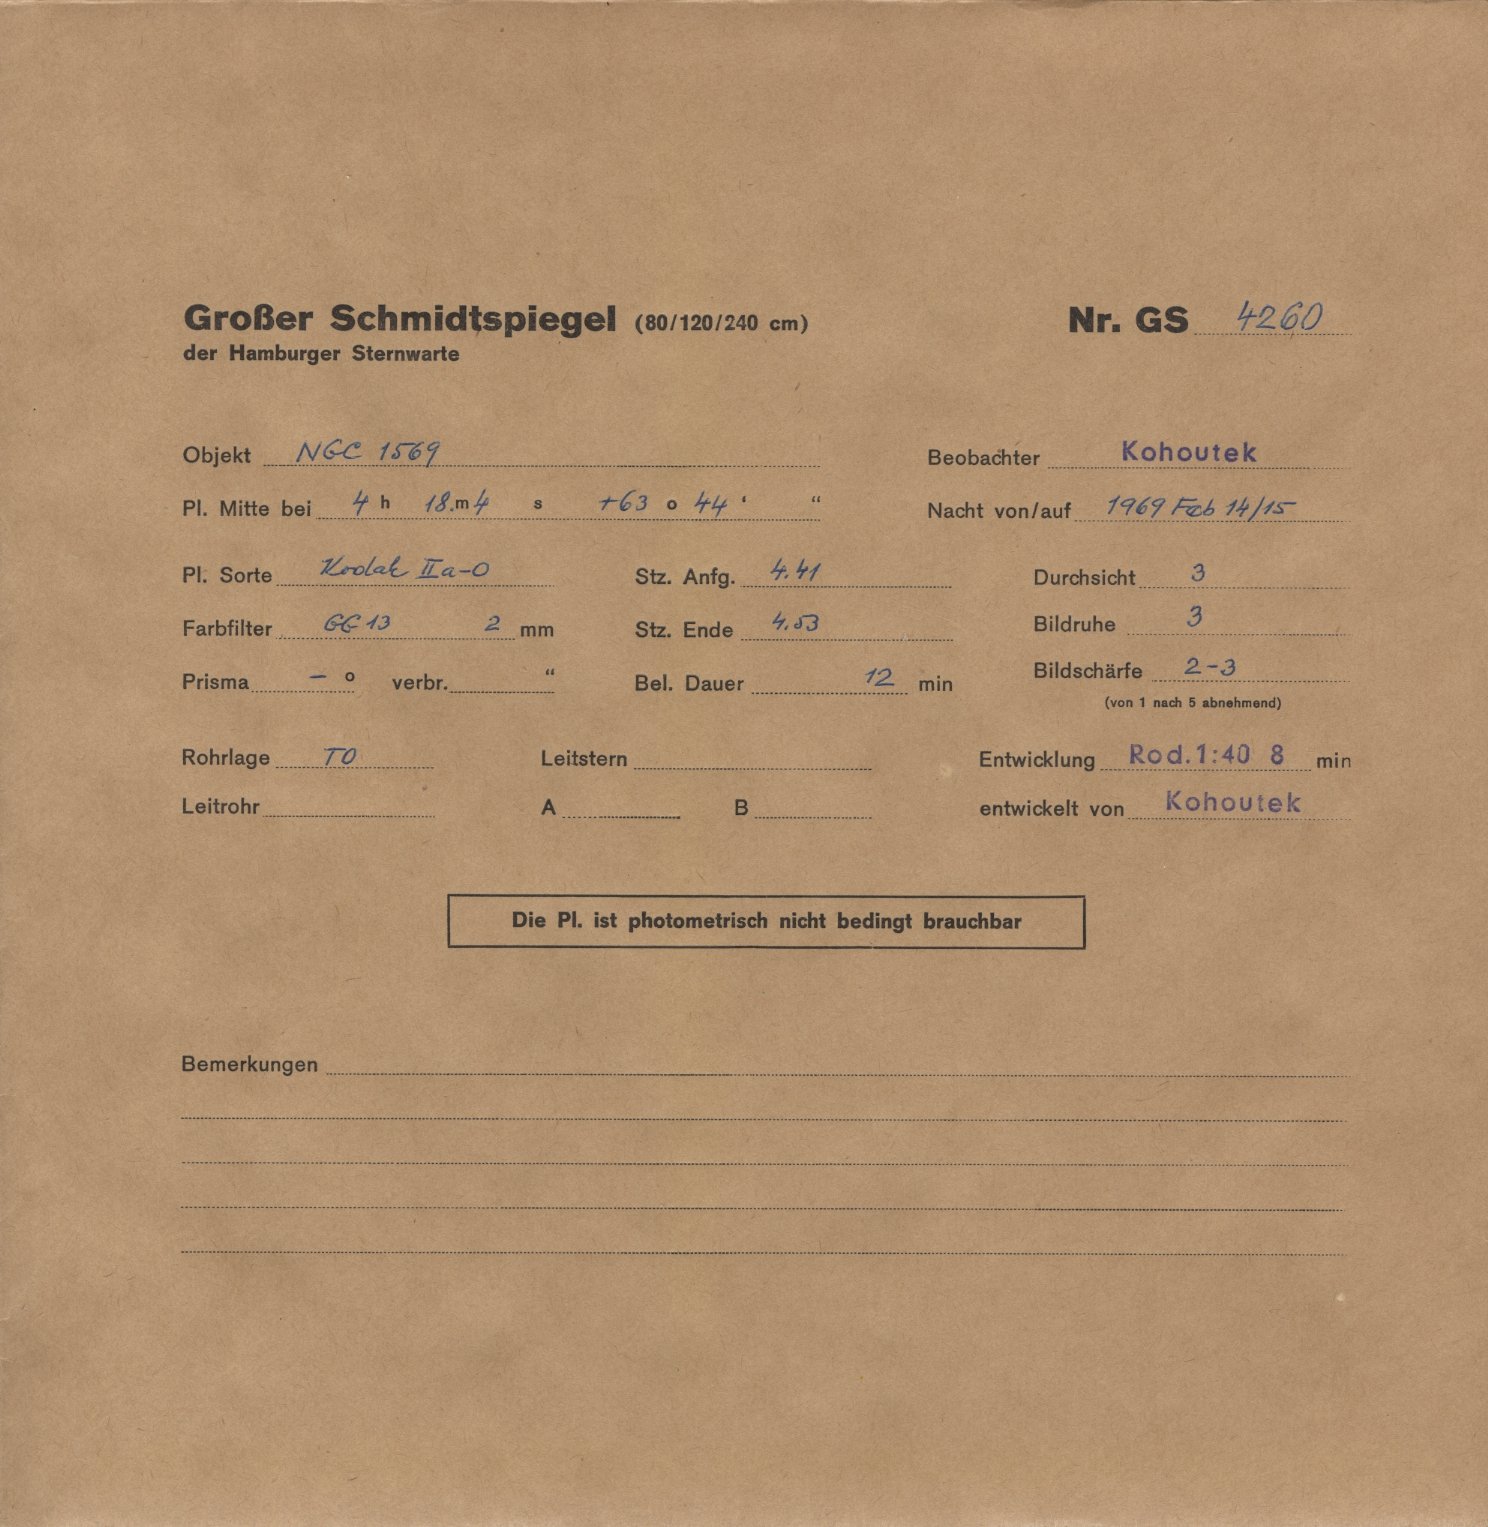 Großer Schmidtspiegel (80/120/240 cm) Nr. GS 4260
der Hamburger Sternwarte
Objekt NGC 1569 Beobachter Kohoutek
Pl. Mitte bei 4 h 18.m4 s +63 o 44 ‘ “ Nacht von/auf 1969 Feb 14/15
Pl. Sorte Kodak IIa-O Stz. Anfg. 4.41 Durchsicht 3
Farbfilter GG 13 2 mm Stz. Ende 4.53 Bildruhe 3
Prisma – o verbr. “ Bel. Dauer 12 min Bildschärfe 2-3
(von 1 nach 5 abnehmend)
Rohrlage TO Leitstern Entwicklung Rod.1:40 8 min
Leitrohr A B entwickelt von Kohoutek
Die Pl. ist photometrisch nicht bedingt brauchbar
Bemerkungen